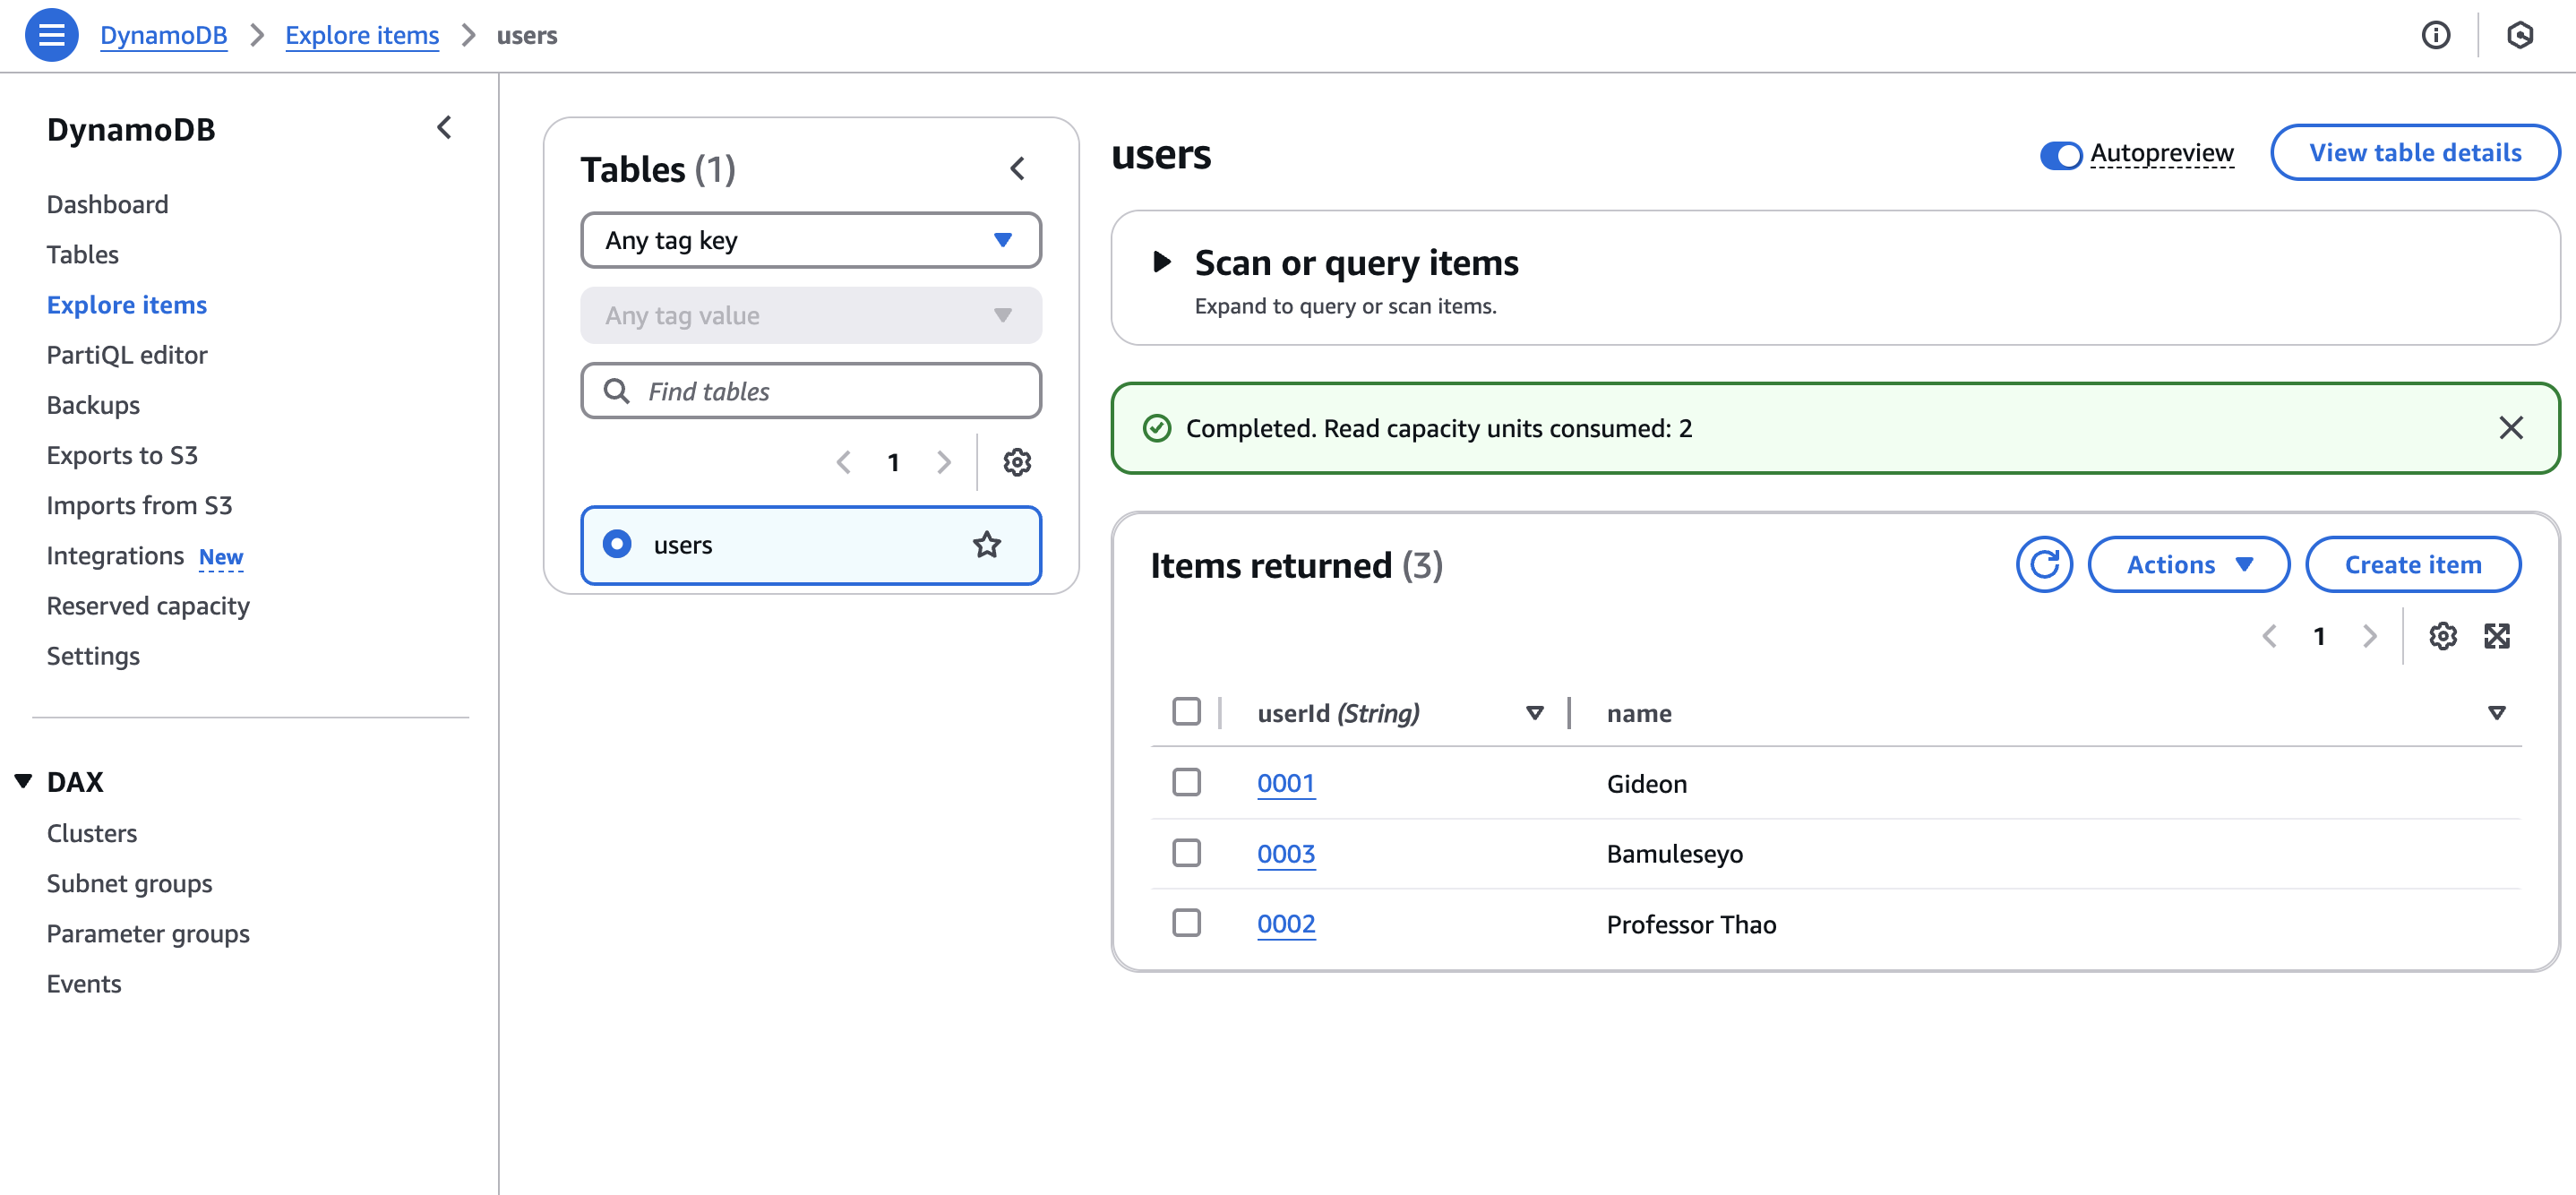 DynamoDB
Explore items
users
DynamoDB
Dashboard
Tables
Explore items
PartiQL editor
Backups
Exports to S3
Imports from S3
Integrations New
Reserved capacity
Settings
DAX
Clusters
Subnet groups
Parameter groups
Events
Tables (1)
Any tag key
Any tag value
Find tables
1
users
users
Autopreview
View table details
Scan or query items
Expand to query or scan items.
Completed. Read capacity units consumed: 2
Items returned (3)
Actions
Create item
1
userId (String)
name
0001
Gideon
0003
Bamuleseyo
0002
Professor Thao